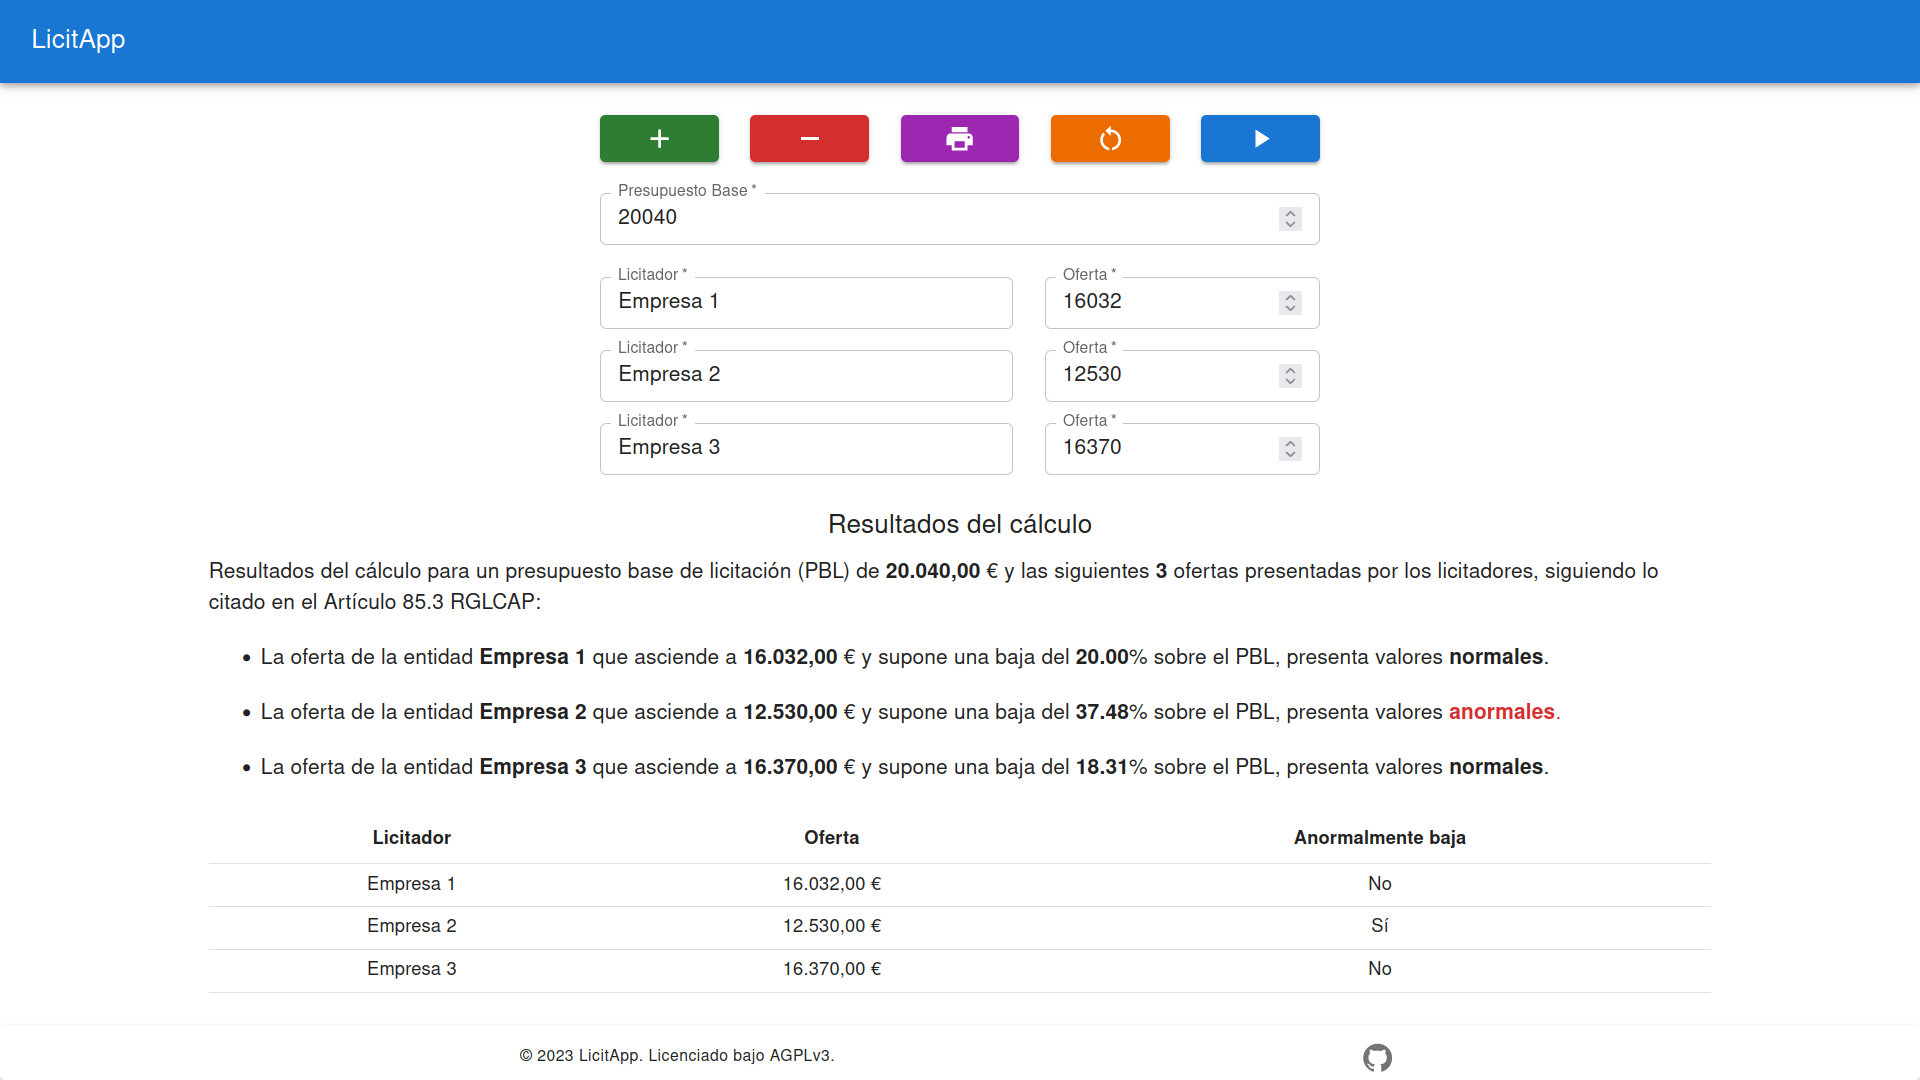 LicitApp
Presupuesto Base *
20040
Licitador *
Oferta *
Empresa 1
16032
Licitador *
Oferta *
Empresa 2
12530
Licitador *
Oferta *
Empresa 3
16370
Resultados del cálculo
Resultados del cálculo para un presupuesto base de licitación (PBL) de 20.040,00 € y las siguientes 3 ofertas presentadas por los licitadores, siguiendo lo
citado en el Artículo 85.3 RGLCAP:
• La oferta de la entidad Empresa 1 que asciende a 16.032,00 € y supone una baja del 20.00% sobre el PBL, presenta valores normales.
• La oferta de la entidad Empresa 2 que asciende a 12.530,00 € y supone una baja del 37.48% sobre el PBL, presenta valores anormales.
• La oferta de la entidad Empresa 3 que asciende a 16.370,00 € y supone una baja del 18.31% sobre el PBL, presenta valores normales.
Licitador Oferta Anormalmente baja
Empresa 1 16.032,00 € No
Empresa 2 12.530,00 € Sí
Empresa 3 16.370,00 € No
© 2023 LicitApp. Licenciado bajo AGPLv3.